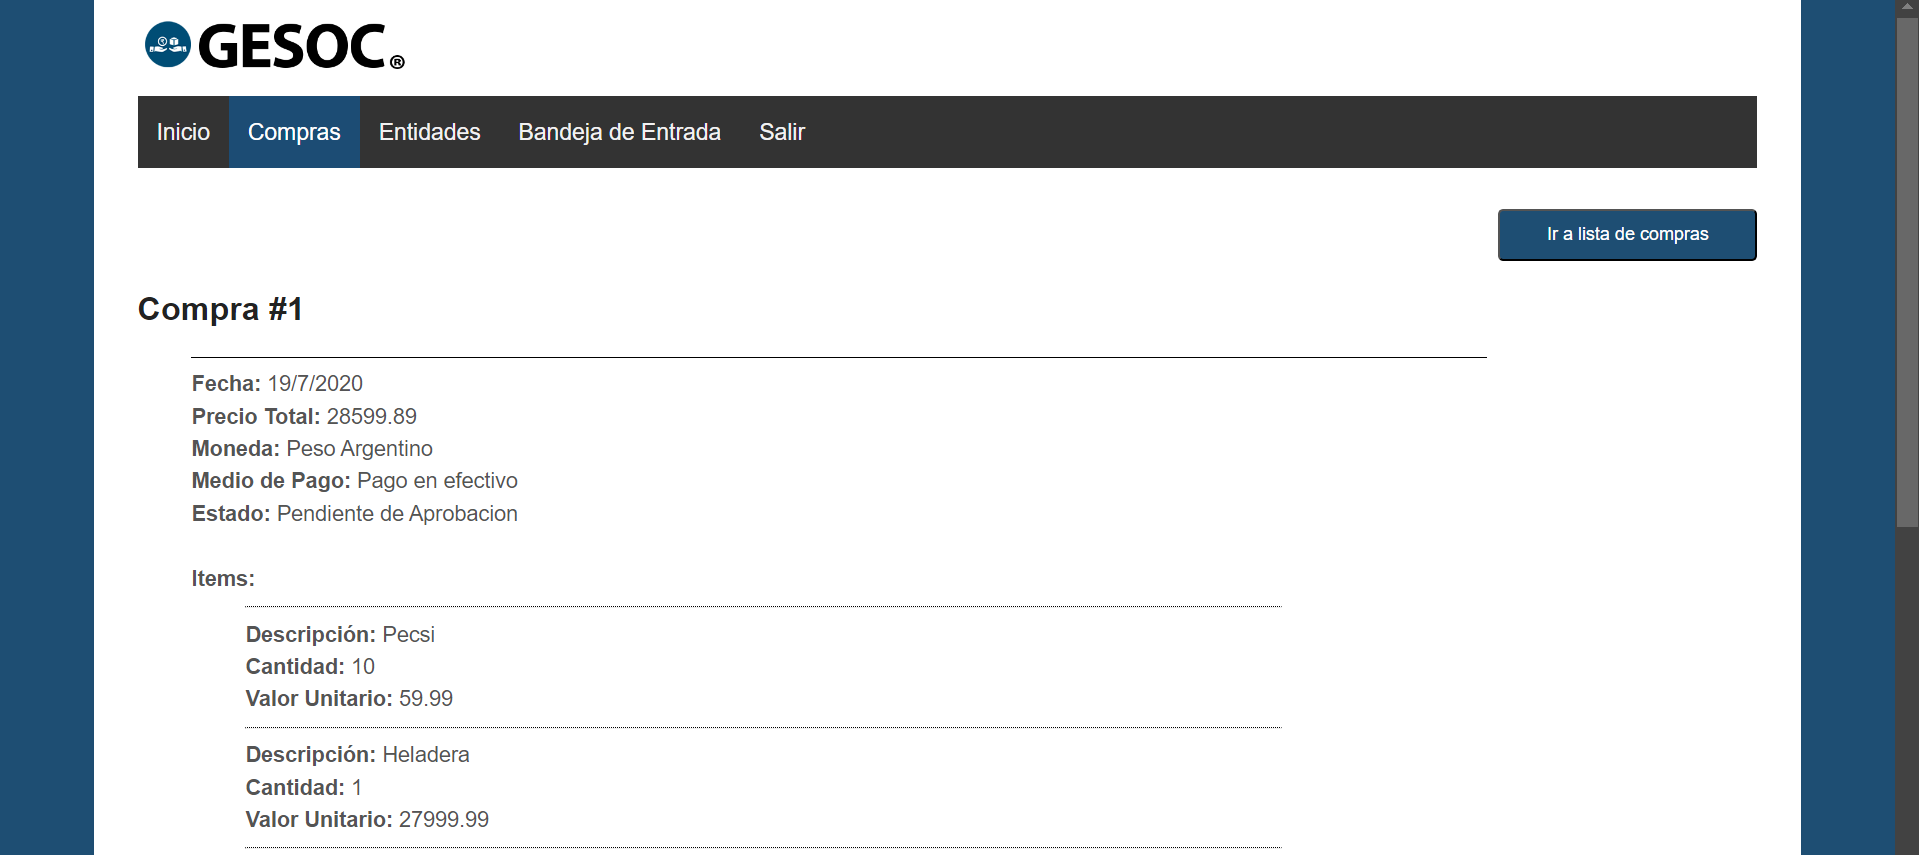 GESOC®
Inicio Compras Entidades Bandeja de Entrada Salir
Ir a lista de compras
Compra #1
Fecha: 19/7/2020
Precio Total: 28599.89
Moneda: Peso Argentino
Medio de Pago: Pago en efectivo
Estado: Pendiente de Aprobacion
Items:
Descripción: Pecsi
Cantidad: 10
Valor Unitario: 59.99
Descripción: Heladera
Cantidad: 1
Valor Unitario: 27999.99